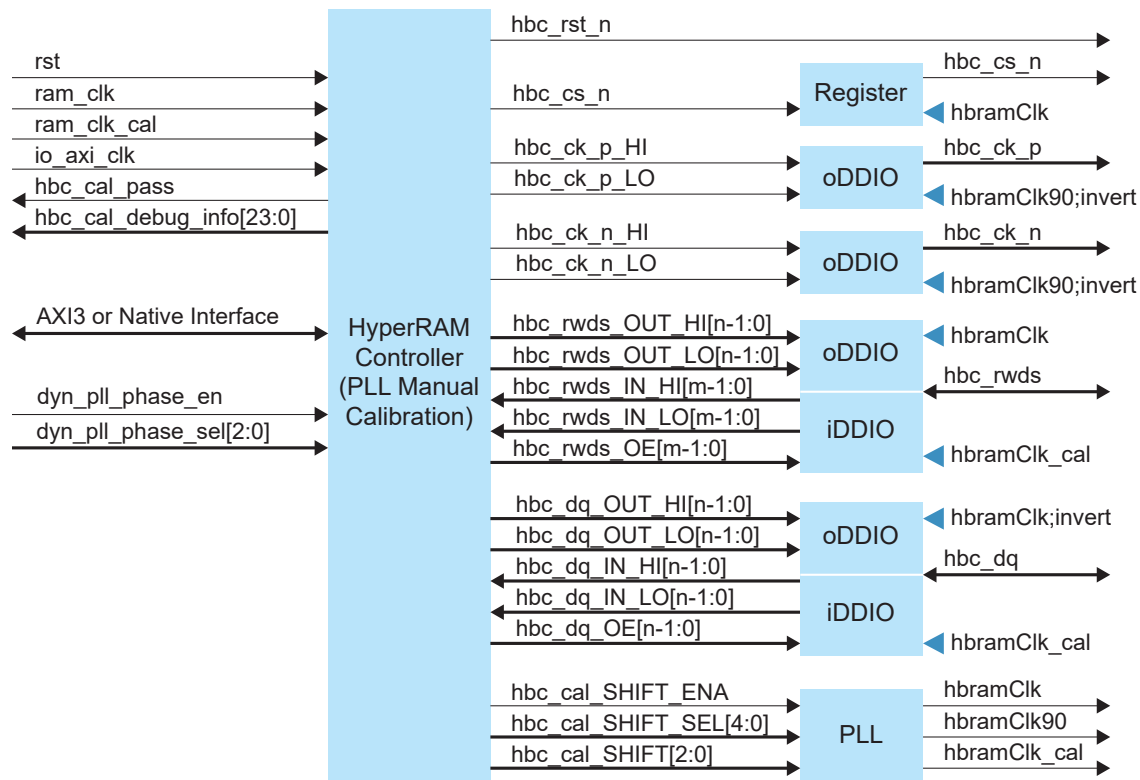 rst
ram_clk
ram_clk_cal
io_axi_clk
hbc_cal_pass
hbc_cal_debug_info[23:0]
AXI3 or Native Interface
dyn_pll_phase_en
dyn_pll_phase_sel[2:0]
HyperRAM
Controller
(PLL Manual
Calibration)
hbc_rst_n
hbc_cs_n
Register
hbc_cs_n
hbramClk
hbc_ck_p_HI
hbc_ck_p_LO
oDDIO
hbc_ck_p
hbramClk90;invert
hbc_ck_n_HI
hbc_ck_n_LO
oDDIO
hbc_ck_n
hbramClk90;invert
hbc_rwds_OUT_HI[n-1:0]
hbc_rwds_OUT_LO[n-1:0]
hbc_rwds_IN_HI[m-1:0]
hbc_rwds_IN_LO[m-1:0]
hbc_rwds_OE[m-1:0]
oDDIO
iDDIO
hbramClk
hbc_rwds
hbramClk_cal
hbc_dq_OUT_HI[n-1:0]
hbc_dq_OUT_LO[n-1:0]
hbc_dq_IN_HI[n-1:0]
hbc_dq_IN_LO[n-1:0]
hbc_dq_OE[n-1:0]
oDDIO
iDDIO
hbramClk;invert
hbc_dq
hbramClk_cal
hbc_cal_SHIFT_ENA
hbc_cal_SHIFT_SEL[4:0]
hbc_cal_SHIFT[2:0]
PLL
hbramClk
hbramClk90
hbramClk_cal